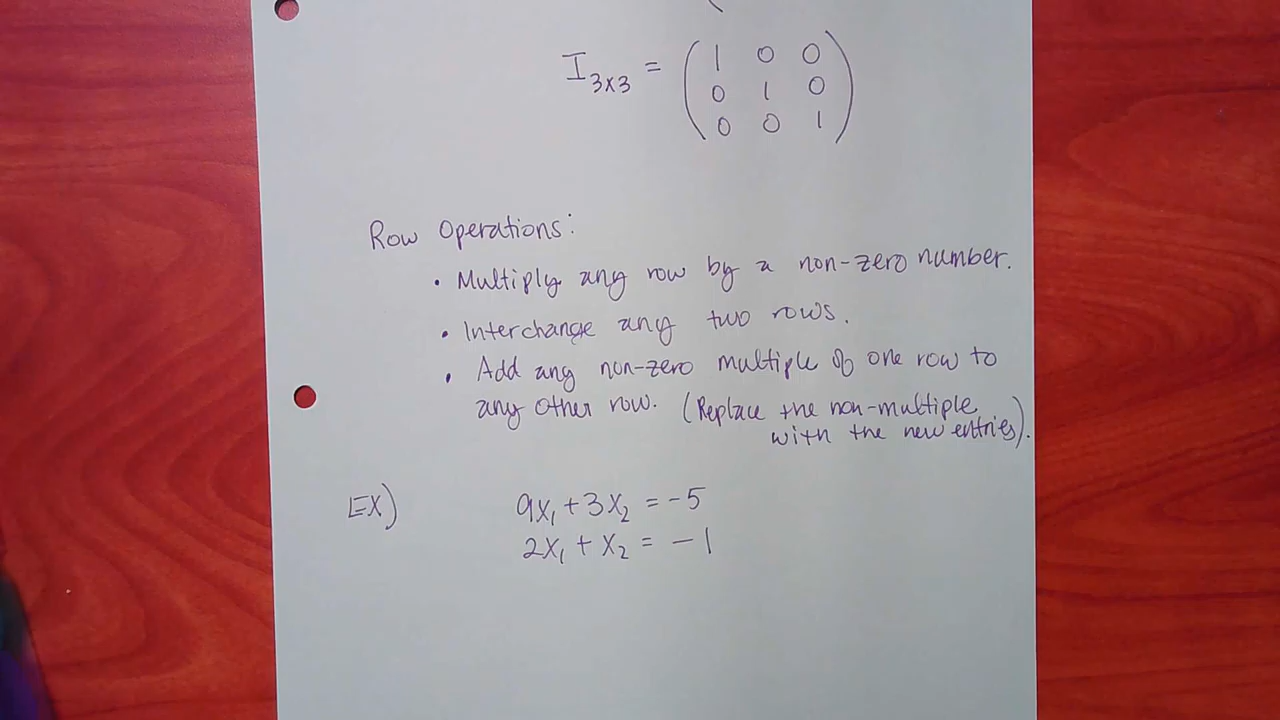 I₃ₓ₃ = ( 1 0 0
0 1 0
0 0 1 )
Row Operations:
• Multiply any row by a non-zero number.
• Interchange any two rows.
• Add any non-zero multiple of one row to
any other row. (Replace the non-multiple
with the new entries).
EX) 9x₁ + 3x₂ = -5
2x₁ + x₂ = -1